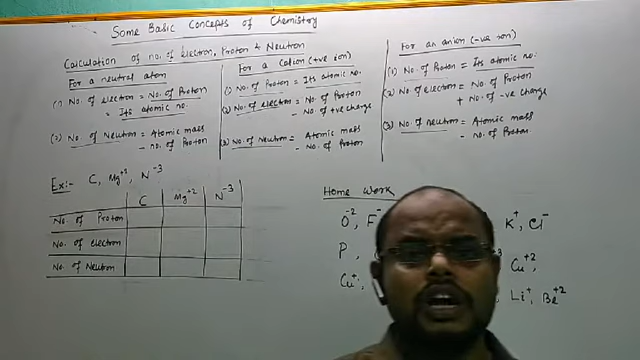 Some Basic Concepts of Chemistry
Calculation of no. of electron, Proton & Neutron
For a neutral atom
(1) No. of electron = No. of Proton
= Its atomic no.
(2) No. of Neutron = Atomic mass
- no. of Proton
For a cation (+ve ion)
(1) No. of Proton = Its atomic no.
(2) No. of electron = No. of Proton
- No. of +ve charge
(3) No. of Neutron = Atomic mass
- No. of Proton
For an anion (-ve ion)
(1) No. of Proton = Its atomic no.
(2) No. of electron = No. of Proton
+ No. of -ve charge
(3) No. of neutron = Atomic mass
- no. of Proton
Ex:- C, Mg+2, N-3
C Mg+2 N-3
No. of Proton
No. of electron
No. of Neutron
Home Work
O-2, F- K+, Cl-
P, Cu+2,
Cu+, Li+, Be+2